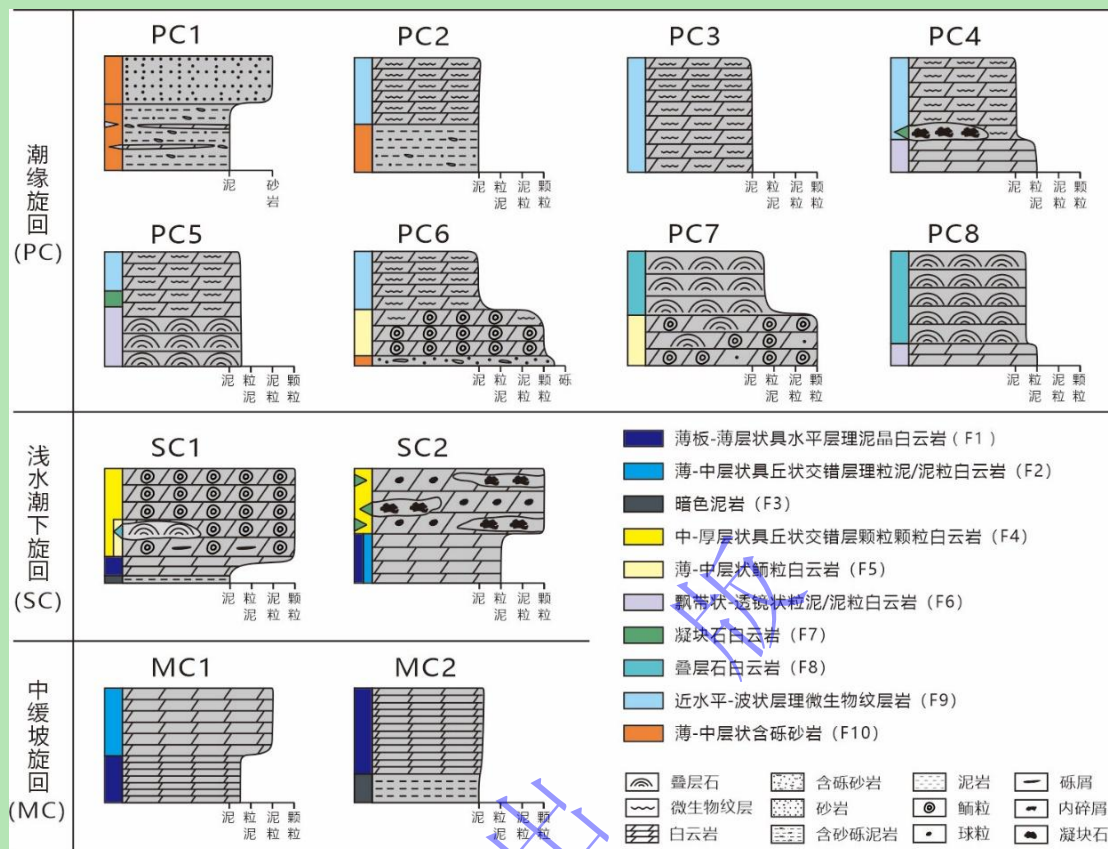 PC1 PC2 PC3 PC4
潮缘旋回
(PC)
泥 砂岩
泥 粒泥 泥粒 颗粒
泥 粒泥 泥粒 颗粒
泥 粒泥 泥粒 颗粒
PC5 PC6 PC7 PC8
泥 粒泥 泥粒 颗粒
泥 粒泥 泥粒 颗粒 砾
泥 粒泥 泥粒 颗粒
泥 粒泥 泥粒 颗粒
浅水潮下旋回
(SC)
SC1 SC2
泥 粒泥 泥粒 颗粒
泥 粒泥 泥粒 颗粒
中缓坡旋回
(MC)
MC1 MC2
泥 粒泥 泥粒 颗粒
泥 粒泥 泥粒 颗粒
薄板-薄层状具水平层理泥晶白云岩(F1)
薄-中层状具丘状交错层理粒泥/泥粒白云岩(F2)
暗色泥岩(F3)
中-厚层状具丘状交错层颗粒颗粒白云岩(F4)
薄-中层状鲕粒白云岩(F5)
飘带状-透镜状粒泥/泥粒白云岩(F6)
凝块石白云岩(F7)
叠层石白云岩(F8)
近水平-波状层理微生物纹层岩(F9)
薄-中层状含砾砂岩(F10)
叠层石 含砾砂岩 泥岩 砾屑
微生物纹层 砂岩 鲕粒 内碎屑
白云岩 含砂砾泥岩 球粒 凝块石
版